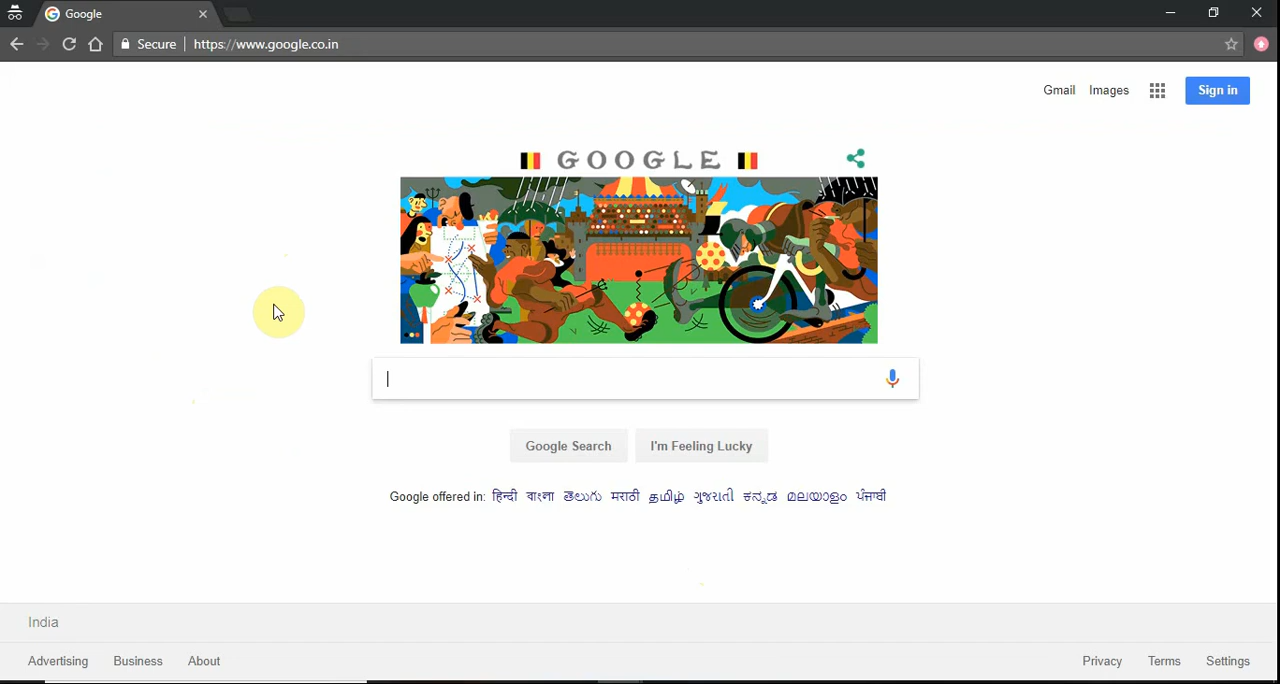 Google
Secure https://www.google.co.in
Gmail Images Sign in
GOOGLE
Google Search I'm Feeling Lucky
Google offered in: हिन्दी বাংলা తెలుగు मराठी தமிழ் ગુજરાતી ಕನ್ನಡ മലയാളം ਪੰਜਾਬੀ
India
Advertising Business About Privacy Terms Settings